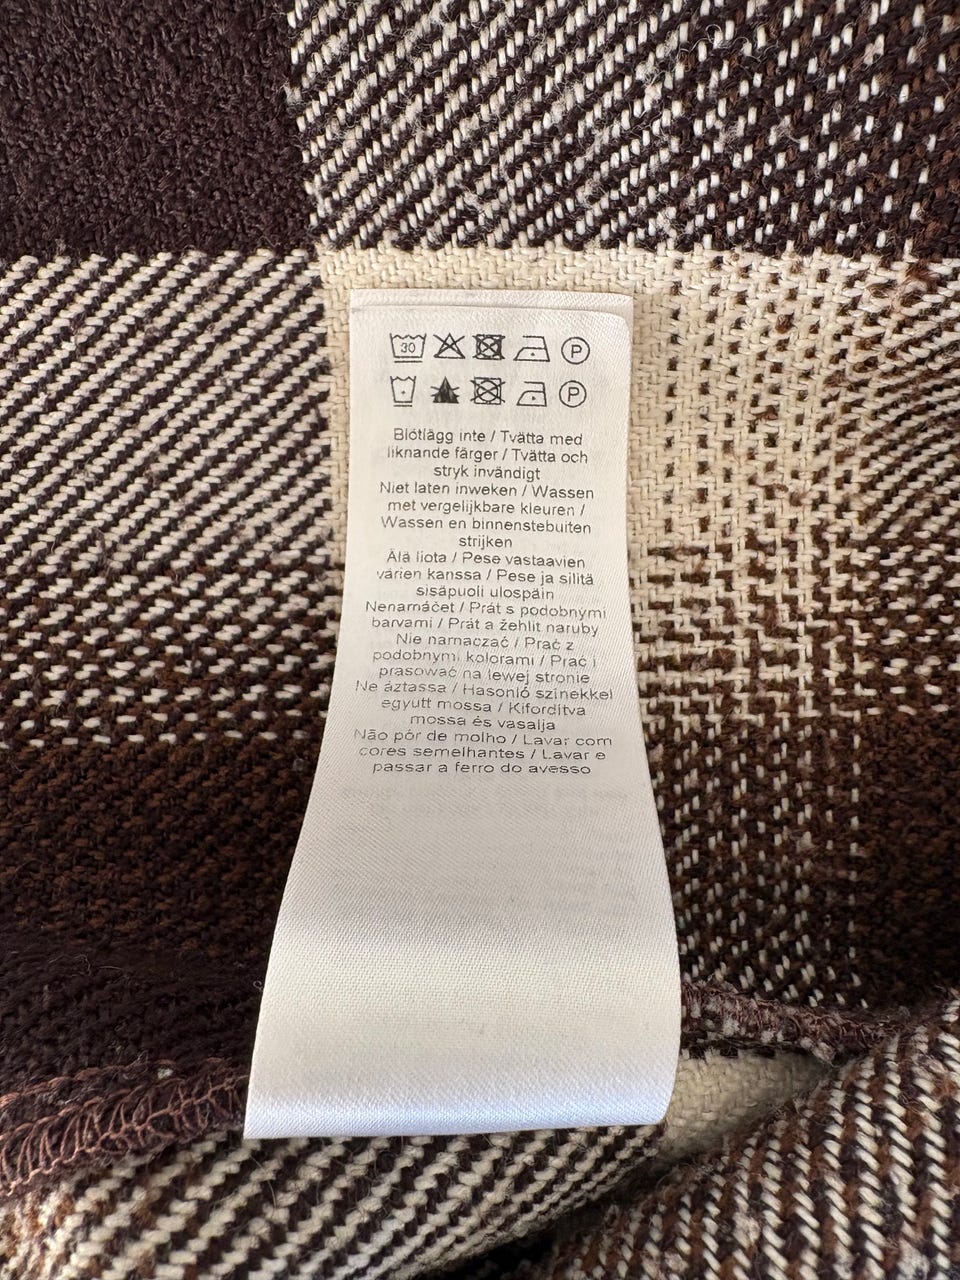 30 P
P
Blötlägg inte / Tvätta med
liknande färger / Tvätta och
stryk invändigt
Niet laten inweken / Wassen
met vergelijkbare kleuren /
Wassen en binnenstebuiten
strijken
Älä liota / Pese vastaavien
värien kanssa / Pese ja silitä
sisäpuoli ulospäin
Nenamáčet / Prát s podobnými
barvami / Prát a žehlit naruby
Nie namaczać / Prać z
podobnymi kolorami / Prać i
prasować na lewej stronie
Ne áztassa / Hasonló színekkel
együtt mossa / Kifordítva
mossa és vasalja
Não pôr de molho / Lavar com
cores semelhantes / Lavar e
passar a ferro do avesso